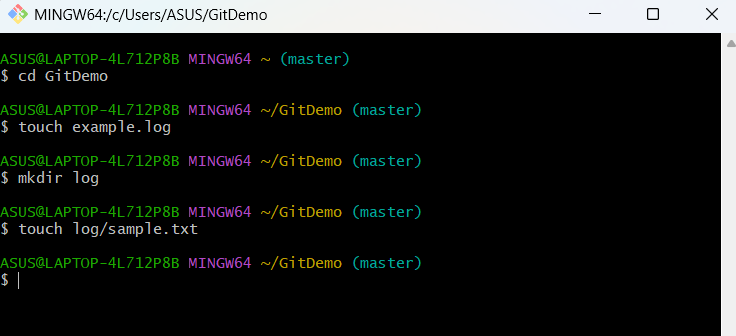 MINGW64:/c/Users/ASUS/GitDemo
ASUS@LAPTOP-4L712P8B MINGW64 ~ (master)
$ cd GitDemo
ASUS@LAPTOP-4L712P8B MINGW64 ~/GitDemo (master)
$ touch example.log
ASUS@LAPTOP-4L712P8B MINGW64 ~/GitDemo (master)
$ mkdir log
ASUS@LAPTOP-4L712P8B MINGW64 ~/GitDemo (master)
$ touch log/sample.txt
ASUS@LAPTOP-4L712P8B MINGW64 ~/GitDemo (master)
$